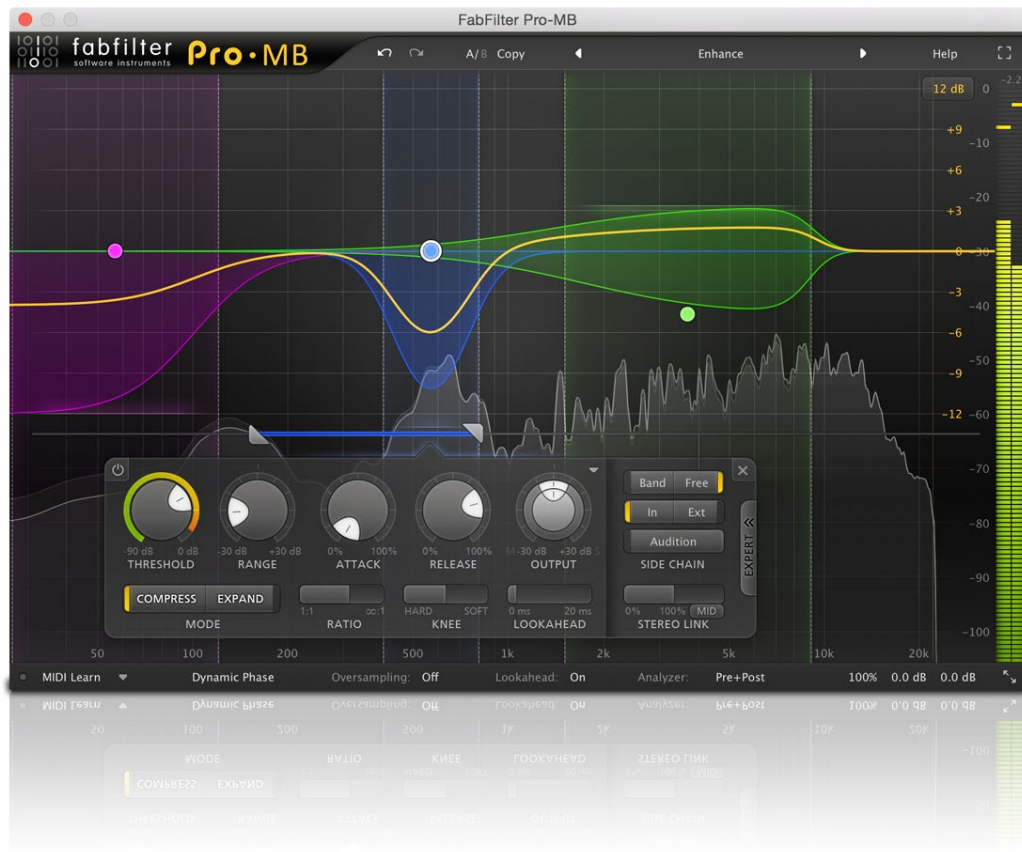 FabFilter Pro-MB
fabfilter
software instruments
Pro·MB
A/B Copy
Enhance
Help
12 dB 0 -2.2
+9
-10
+6
-20
+3
0 -30
-3
-40
-6
-50
-9
-12 -60
-70
-80
-90
-100
Band Free
In Ext
Audition
SIDE CHAIN
EXPERT
-90 dB 0 dB
THRESHOLD
-30 dB +30 dB
RANGE
0% 100%
ATTACK
0% 100%
RELEASE
M -30 dB +30 dB S
OUTPUT
COMPRESS EXPAND
MODE
1:1 ∞:1
RATIO
HARD SOFT
KNEE
0 ms 20 ms
LOOKAHEAD
0% 100% MID
STEREO LINK
50 100 200 500 1k 2k 5k 10k 20k
MIDI Learn Dynamic Phase Oversampling: Off Lookahead: On Analyzer: Pre+Post 100% 0.0 dB 0.0 dB